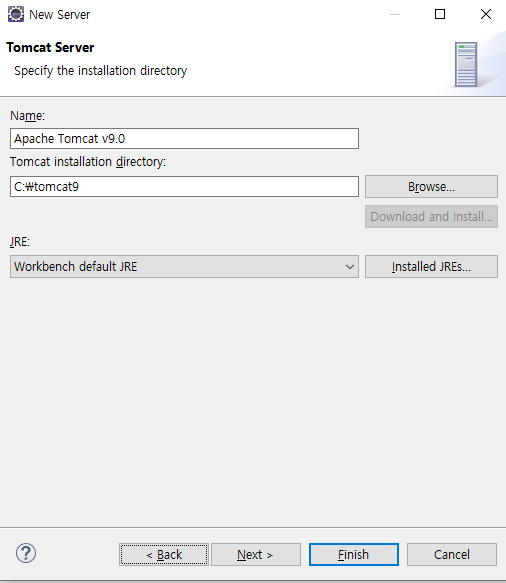 New Server
Tomcat Server
Specify the installation directory
Name:
Apache Tomcat v9.0
Tomcat installation directory:
C:₩tomcat9
Browse...
Download and Install...
JRE:
Workbench default JRE
Installed JREs...
?
< Back
Next >
Finish
Cancel